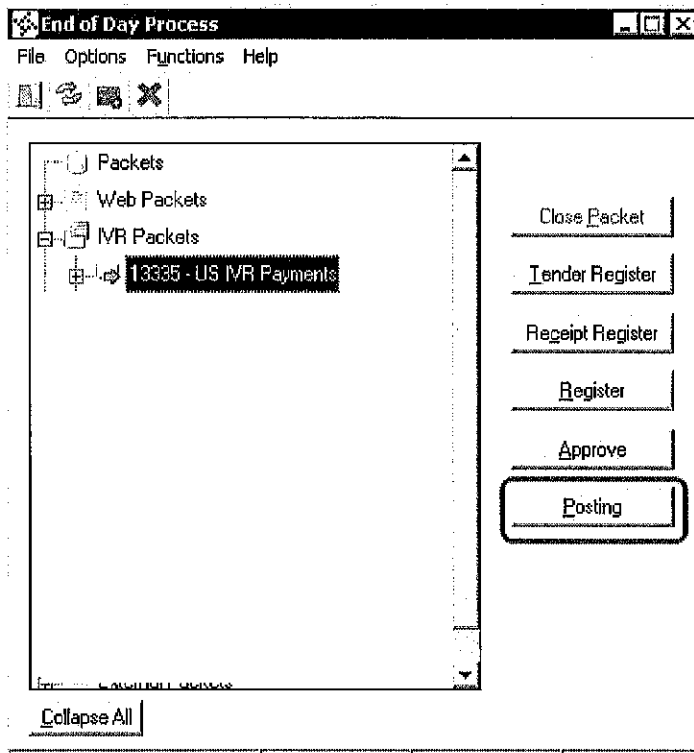 End of Day Process
File Options Functions Help
Packets
Web Packets
IVR Packets
13335 - US IVR Payments
Close Packet
Tender Register
Receipt Register
Register
Approve
Posting
Collapse All